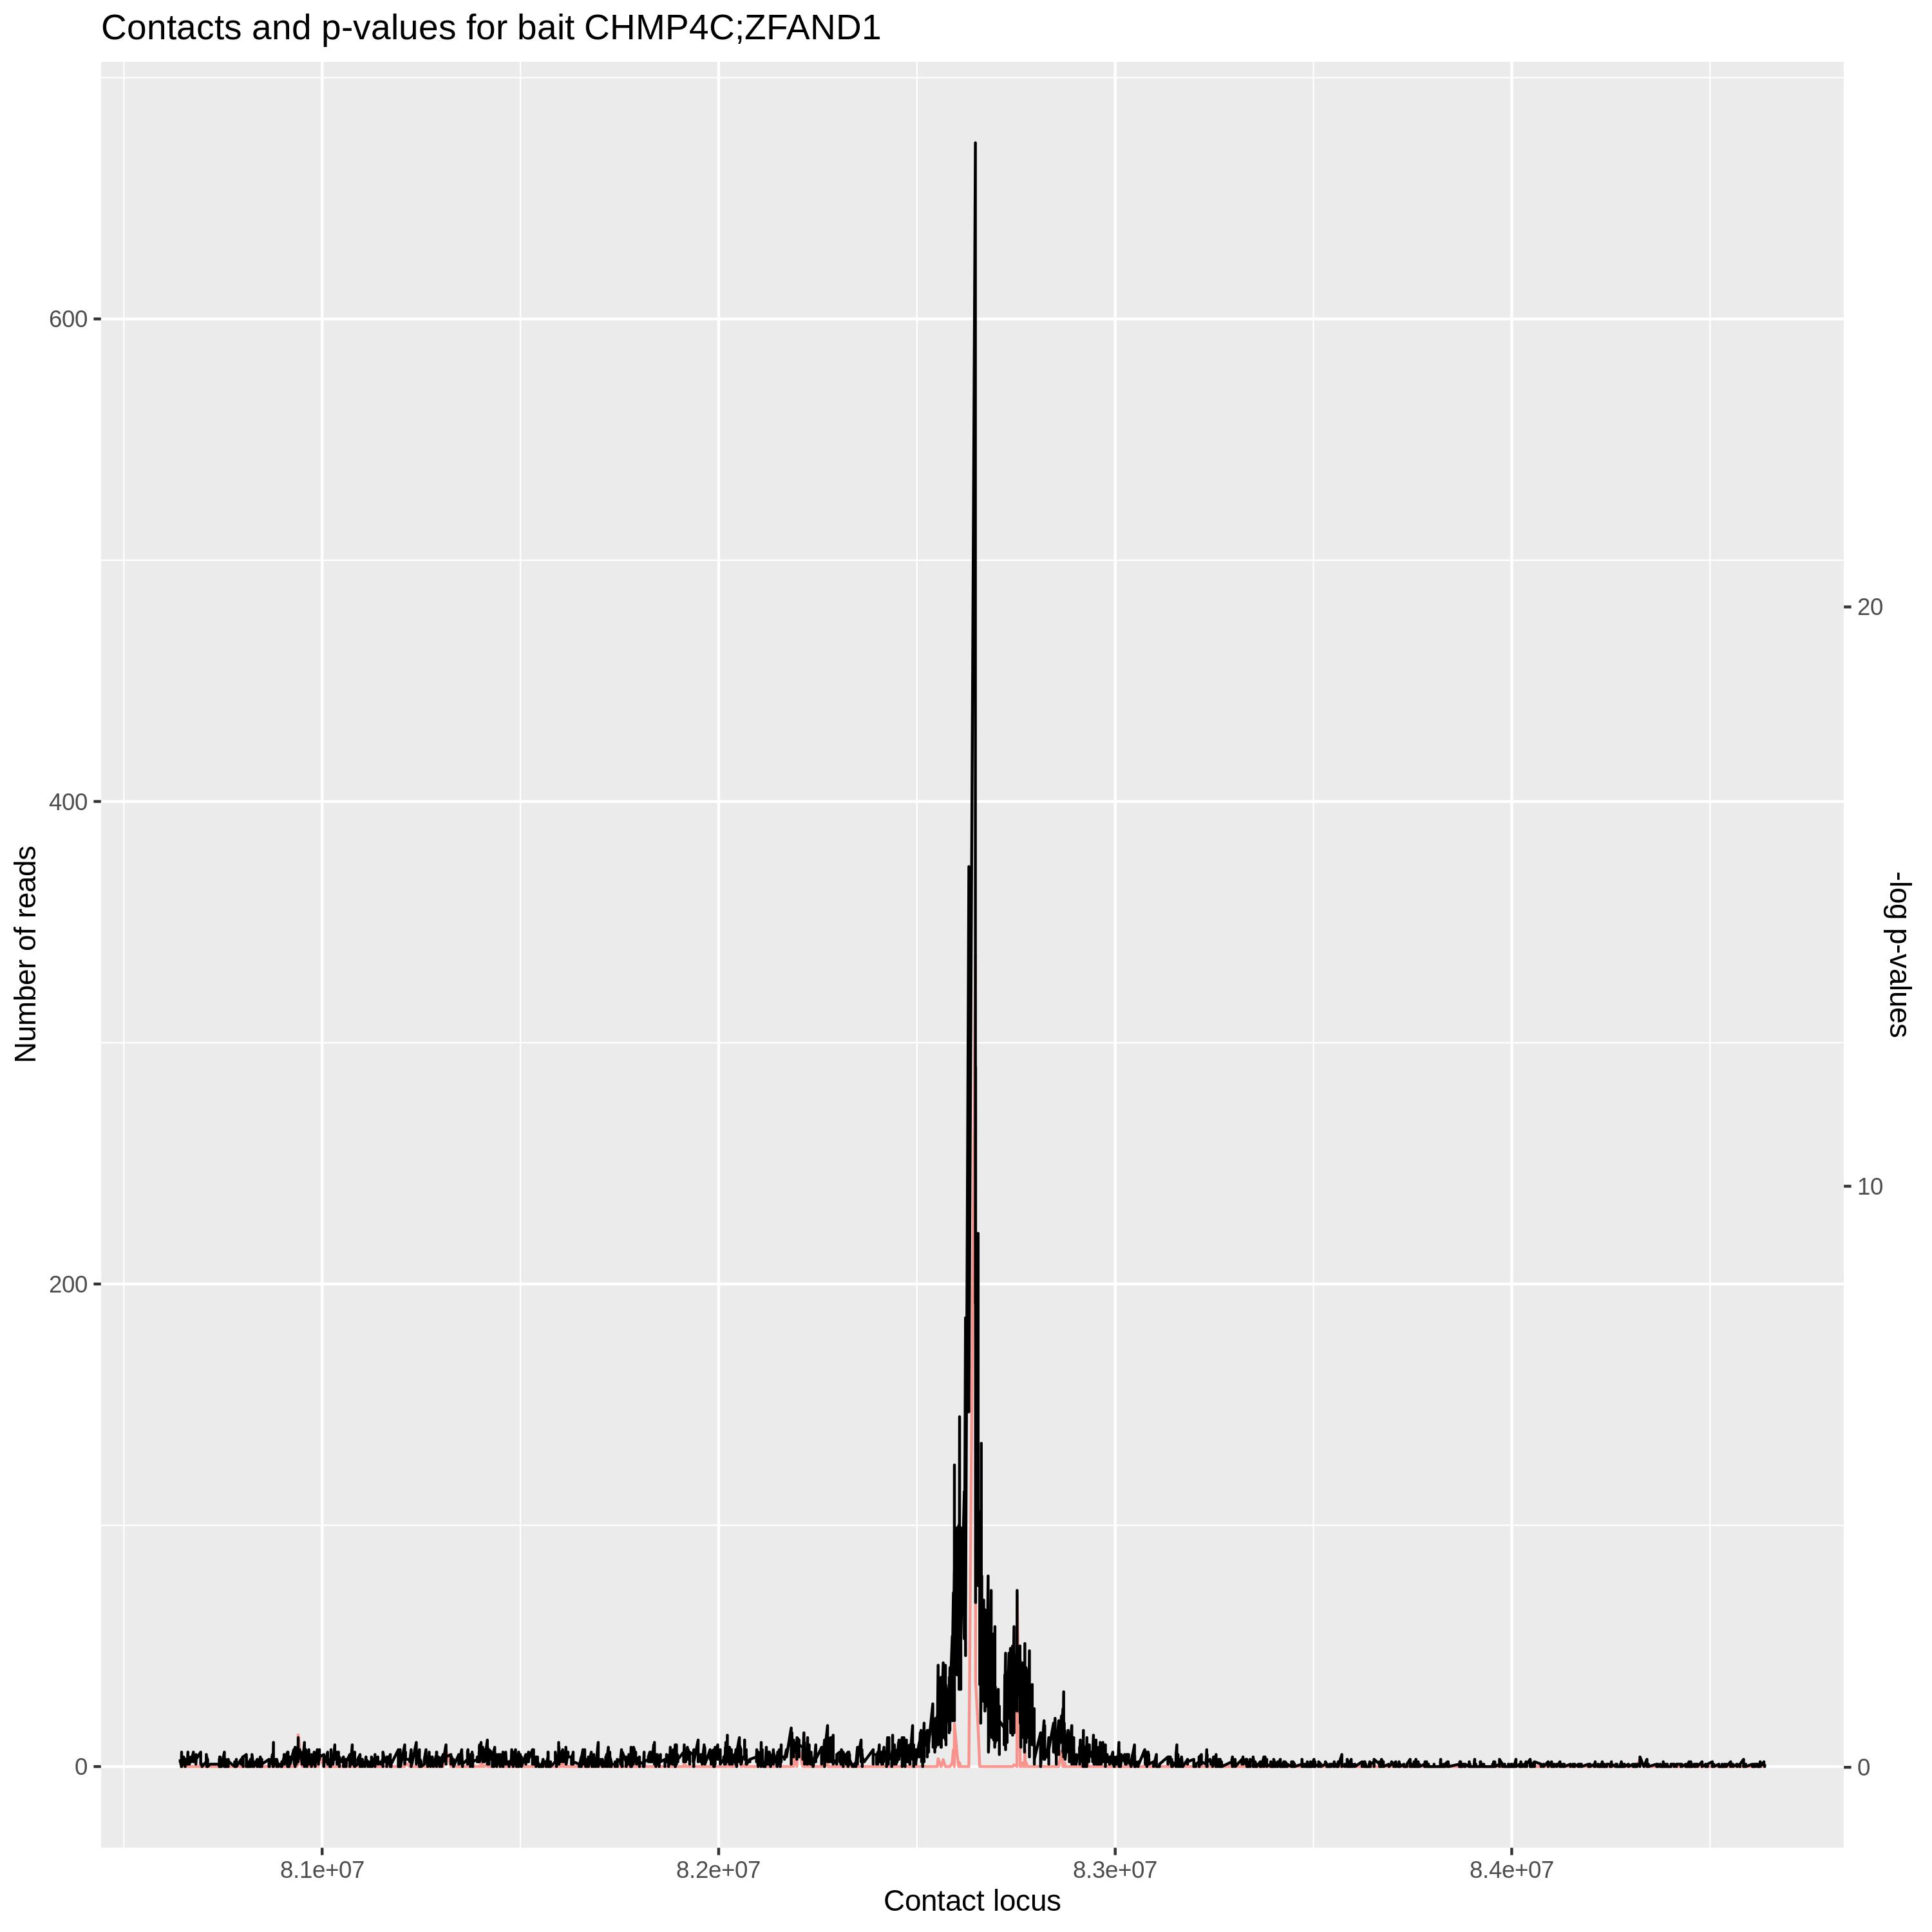 Contacts and p-values for bait CHMP4C;ZFAND1
600
400
200
0
Number of reads
20
10
0
-log p-values
8.1e+07
8.2e+07
8.3e+07
8.4e+07
Contact locus